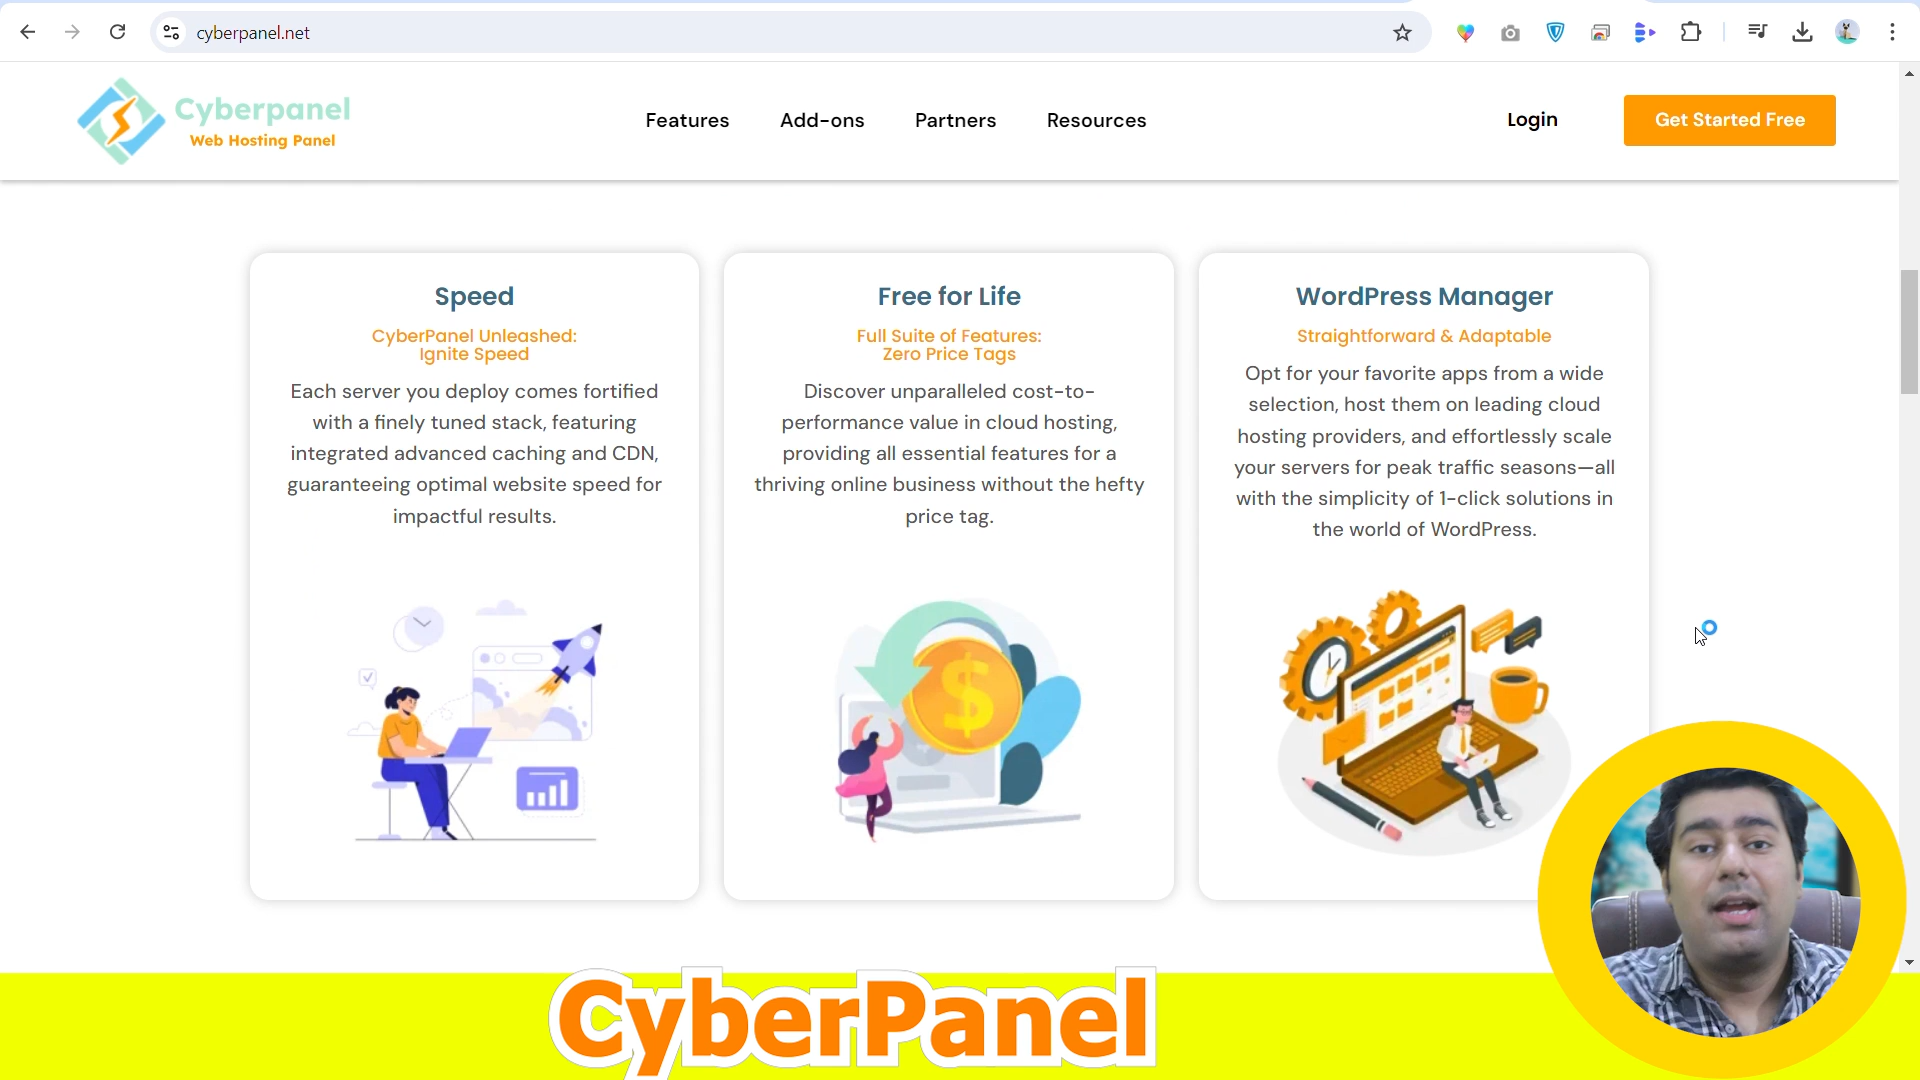 cyberpanel.net
Cyberpanel
Web Hosting Panel
Features
Add-ons
Partners
Resources
Login
Get Started Free
Speed
CyberPanel Unleashed:
Ignite Speed
Each server you deploy comes fortified
with a finely tuned stack, featuring
integrated advanced caching and CDN,
guaranteeing optimal website speed for
impactful results.
Free for Life
Full Suite of Features:
Zero Price Tags
Discover unparalleled cost-to-
performance value in cloud hosting,
providing all essential features for a
thriving online business without the hefty
price tag.
WordPress Manager
Straightforward & Adaptable
Opt for your favorite apps from a wide
selection, host them on leading cloud
hosting providers, and effortlessly scale
your servers for peak traffic seasons—all
with the simplicity of 1-click solutions in
the world of WordPress.
CyberPanel